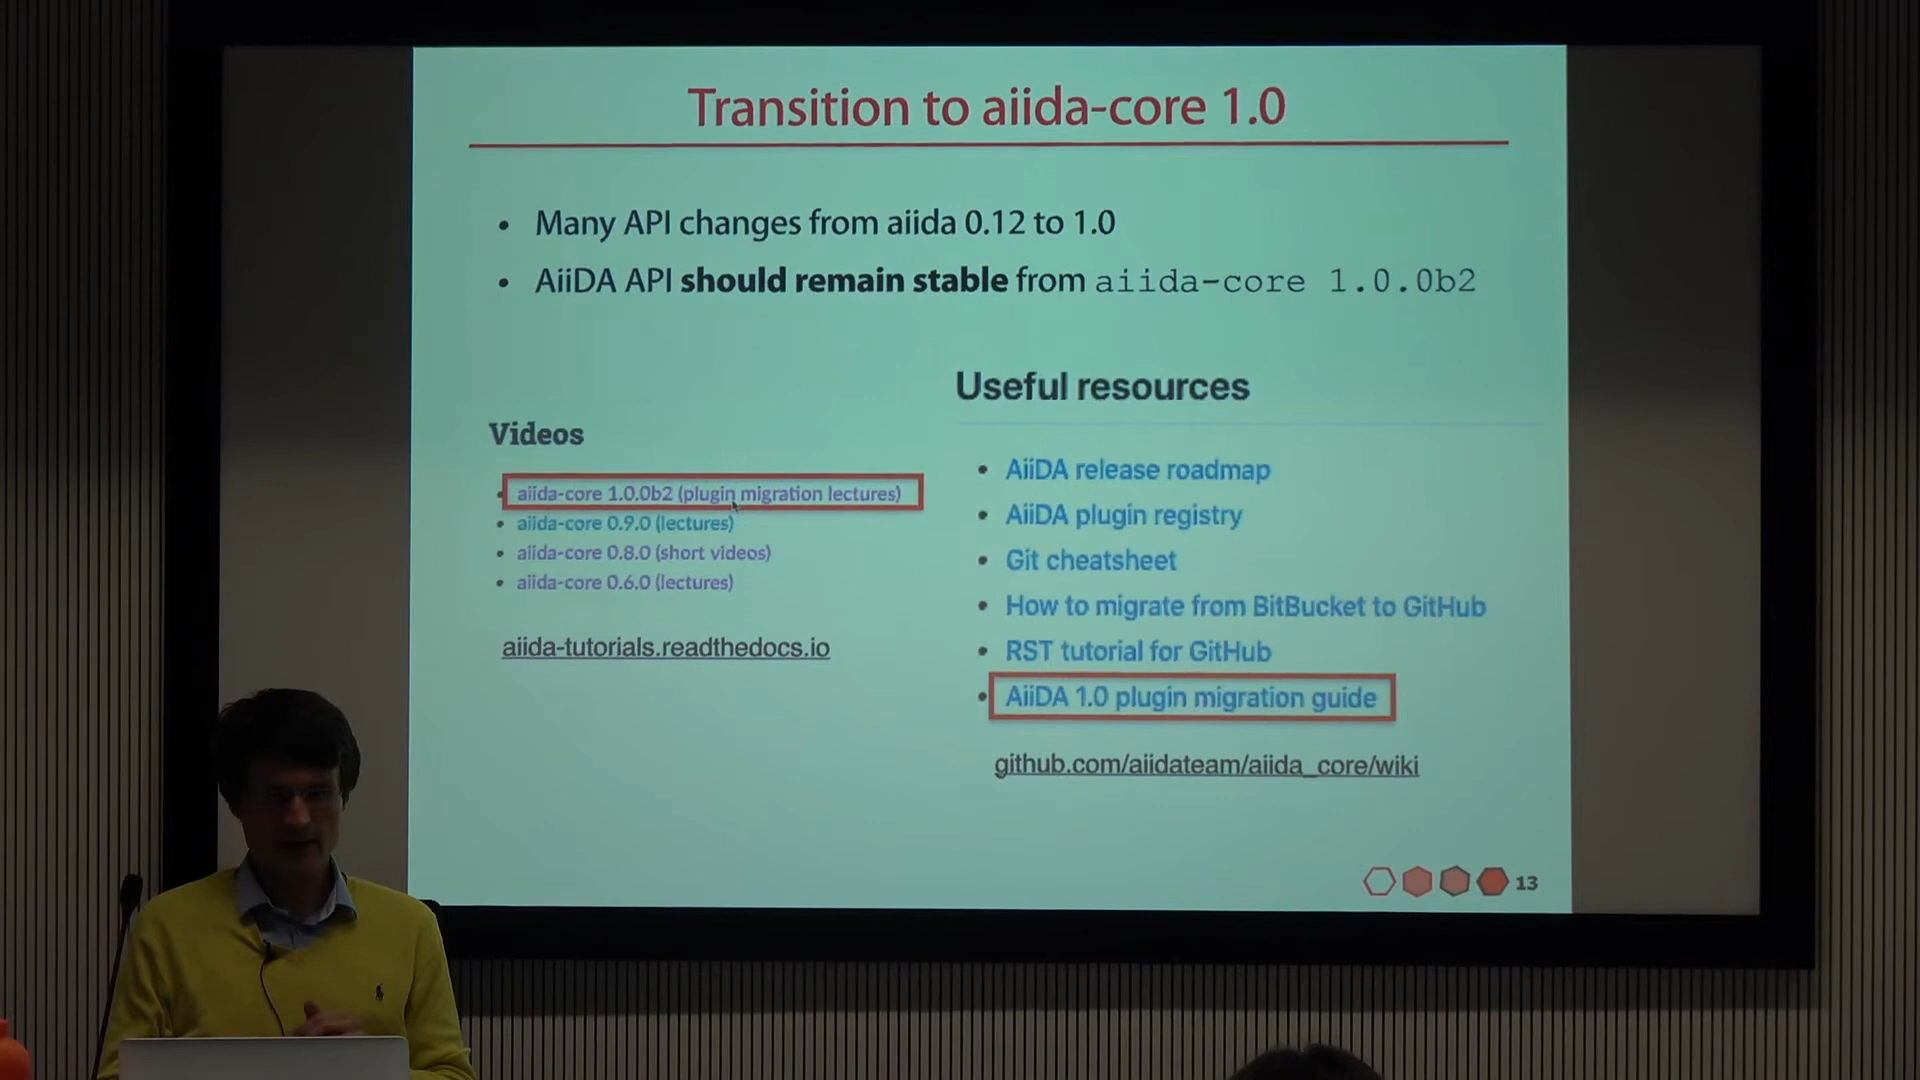 Transition to aiida-core 1.0
• Many API changes from aiida 0.12 to 1.0
• AiiDA API should remain stable from aiida-core 1.0.0b2
Videos
• aiida-core 1.0.0b2 (plugin migration lectures)
• aiida-core 0.9.0 (lectures)
• aiida-core 0.8.0 (short videos)
• aiida-core 0.6.0 (lectures)
aiida-tutorials.readthedocs.io
Useful resources
• AiiDA release roadmap
• AiiDA plugin registry
• Git cheatsheet
• How to migrate from BitBucket to GitHub
• RST tutorial for GitHub
• AiiDA 1.0 plugin migration guide
github.com/aiidateam/aiida_core/wiki
13